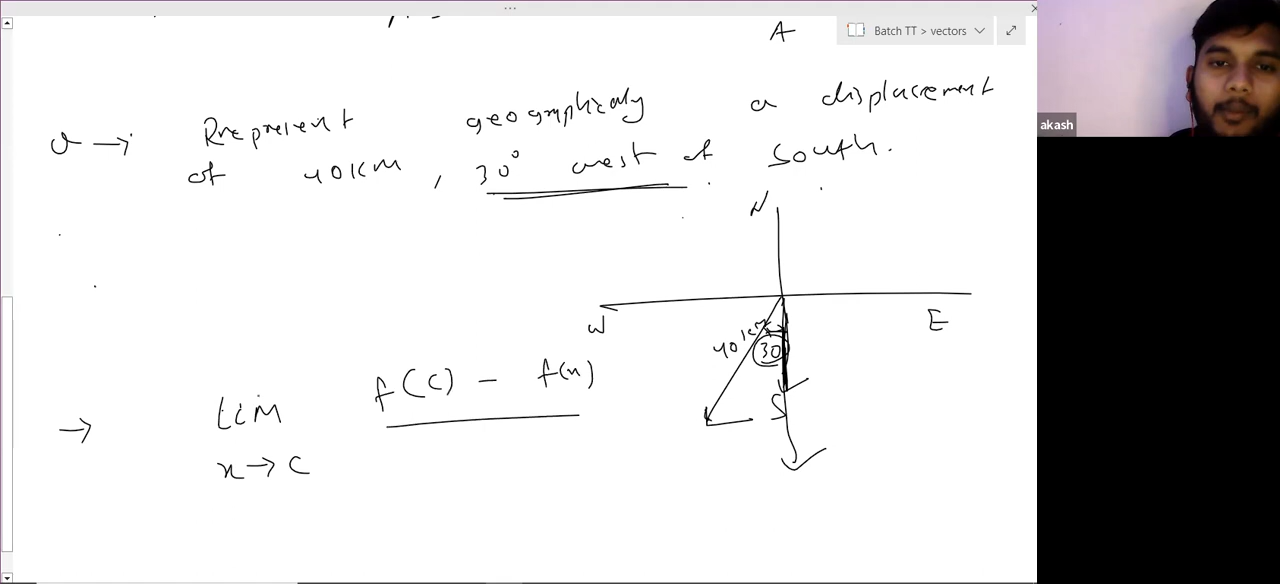 A
Batch TT > vectors
akash
Represent geographically a displacement
of 40KM, 30° west of South.
N
W
E
40KM
30
S
→ Lim f(C) - f(x)
x→C